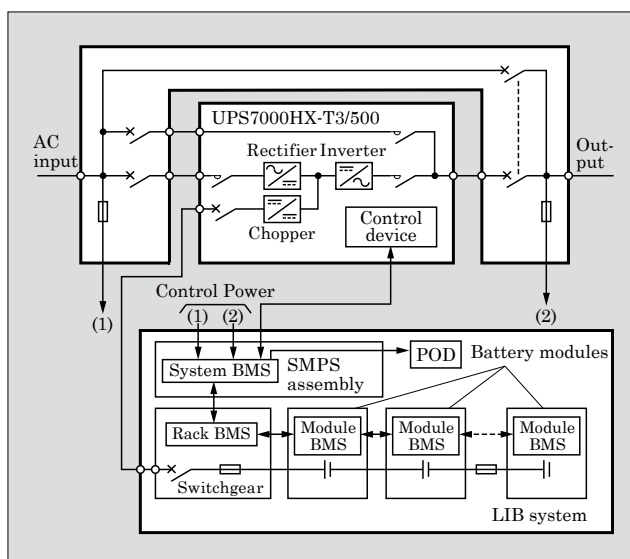 UPS7000HX-T3/500
AC
input
Rectifier Inverter
Out-
put
Chopper
Control
device
(1)
Control Power
(1) (2)
(2)
System BMS
SMPS
assembly
POD
Battery modules
Rack BMS
Module
BMS
Module
BMS
Module
BMS
Switchgear
LIB system